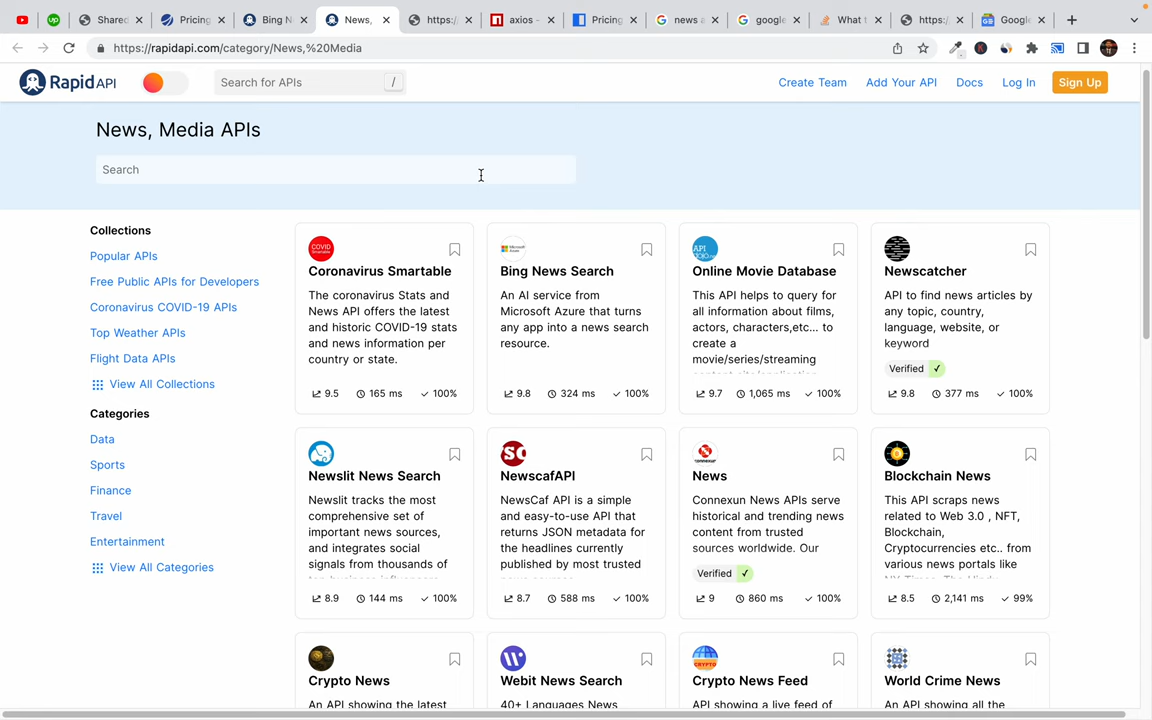 Shared
Pricing
Bing N
News,
https:/
axios -
Pricing
news a
google
What t
https:/
Google
https://rapidapi.com/category/News,%20Media
Rapid API
Search for APIs
/
Create Team
Add Your API
Docs
Log In
Sign Up
News, Media APIs
Search
Collections
Popular APIs
Free Public APIs for Developers
Coronavirus COVID-19 APIs
Top Weather APIs
Flight Data APIs
View All Collections
Categories
Data
Sports
Finance
Travel
Entertainment
View All Categories
COVID
Smartable
Coronavirus Smartable
The coronavirus Stats and
News API offers the latest
and historic COVID-19 stats
and news information per
country or state.
9.5 165 ms 100%
Bing News Search
An AI service from
Microsoft Azure that turns
any app into a news search
resource.
9.8 324 ms 100%
API
Online Movie Database
This API helps to query for
all information about films,
actors, characters,etc... to
create a
movie/series/streaming
9.7 1,065 ms 100%
Newscatcher
API to find news articles by
any topic, country,
language, website, or
keyword
Verified ✓
9.8 377 ms 100%
Newslit News Search
Newslit tracks the most
comprehensive set of
important news sources,
and integrates social
signals from thousands of
8.9 144 ms 100%
NewscafAPI
NewsCaf API is a simple
and easy-to-use API that
returns JSON metadata for
the headlines currently
published by most trusted
8.7 588 ms 100%
News
Connexun News APIs serve
historical and trending news
content from trusted
sources worldwide. Our
Verified ✓
9 860 ms 100%
Blockchain News
This API scraps news
related to Web 3.0 , NFT,
Blockchain,
Cryptocurrencies etc.. from
various news portals like
8.5 2,141 ms 99%
Crypto News
An API showing the latest
Webit News Search
40+ Languages News
CRYPTO
Crypto News Feed
API showing a live feed of
World Crime News
An API showing all the